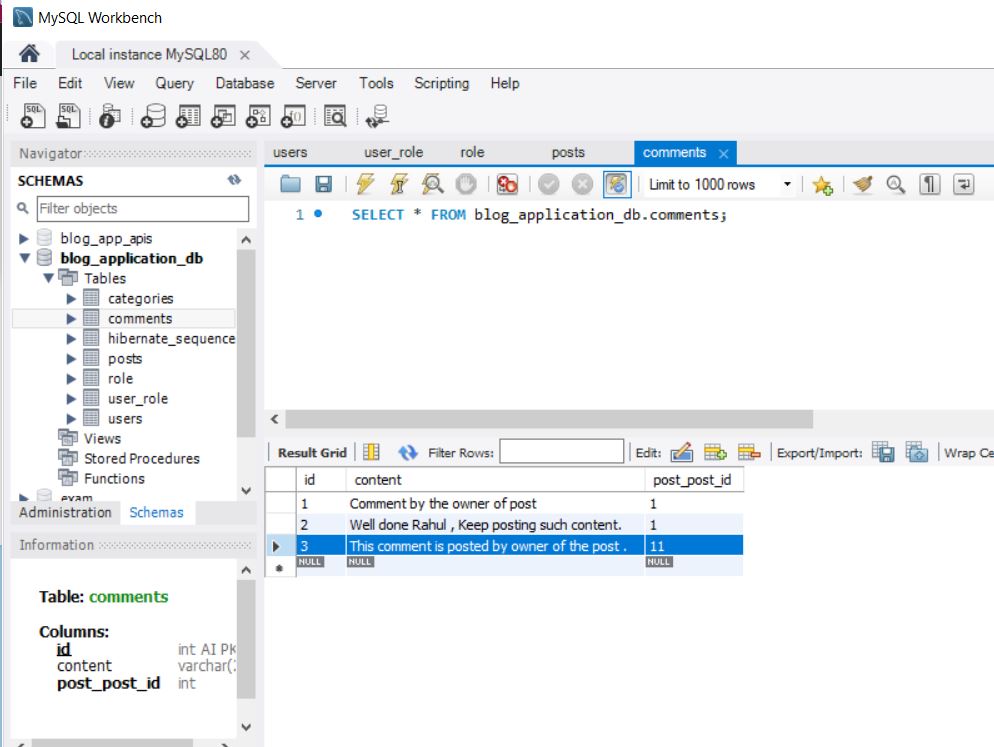 MySQL Workbench
Local instance MySQL80
File Edit View Query Database Server Tools Scripting Help
Navigator
SCHEMAS
Filter objects
blog_app_apis
blog_application_db
Tables
categories
comments
hibernate_sequence
posts
role
user_role
users
Views
Stored Procedures
Functions
exam
Administration Schemas
Information
Table: comments
Columns:
id int AI PK
content varchar(
post_post_id int
users user_role role posts comments
Limit to 1000 rows
1 SELECT * FROM blog_application_db.comments;
Result Grid Filter Rows: Edit: Export/Import: Wrap Ce
id content post_post_id
1 Comment by the owner of post 1
2 Well done Rahul , Keep posting such content. 1
3 This comment is posted by owner of the post . 11
NULL NULL NULL